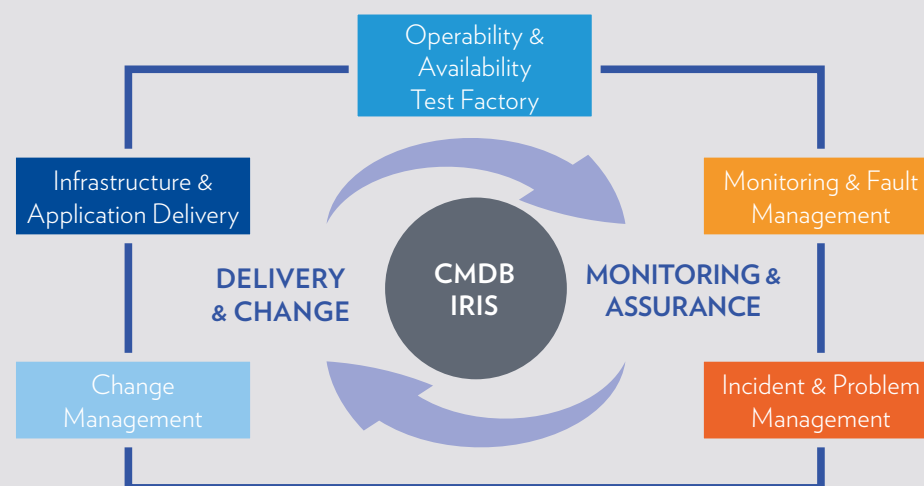 Operability &
Availability
Test Factory
Infrastructure &
Application Delivery
Monitoring & Fault
Management
DELIVERY
& CHANGE
CMDB
IRIS
MONITORING &
ASSURANCE
Change
Management
Incident & Problem
Management